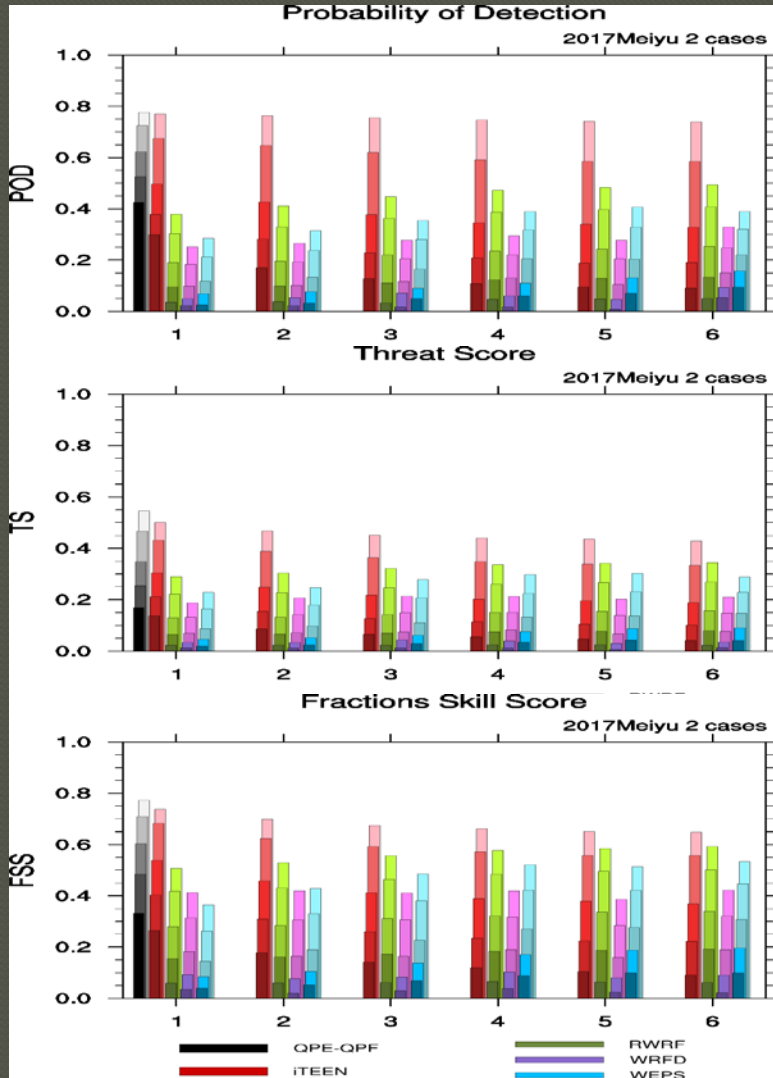 Probability of Detection
2017Meiyu 2 cases
POD
1.0
0.8
0.6
0.4
0.2
0.0
1 2 3 4 5 6
Threat Score
2017Meiyu 2 cases
TS
1.0
0.8
0.6
0.4
0.2
0.0
1 2 3 4 5 6
Fractions Skill Score
2017Meiyu 2 cases
FSS
1.0
0.8
0.6
0.4
0.2
0.0
1 2 3 4 5 6
QPE-QPF
iTEEN
RWRF
WRFD
WEPS